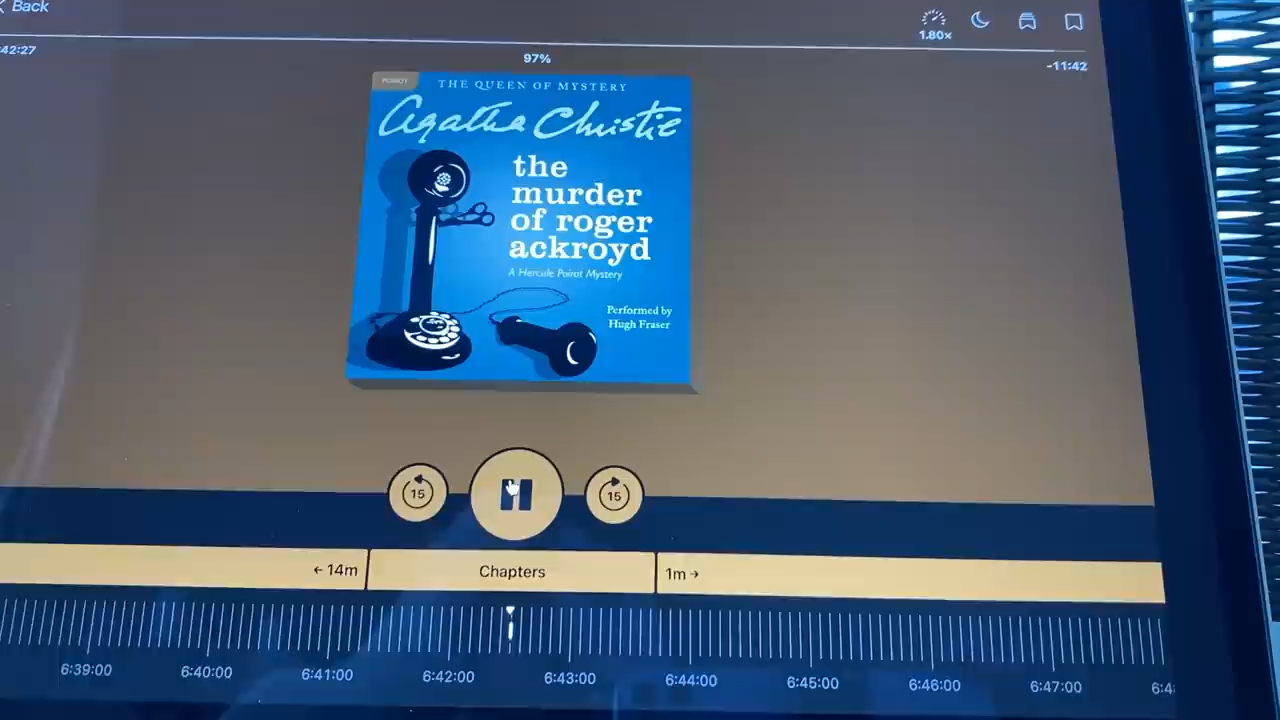 Back
1.80×
:42:27
97%
-11:42
POIROT
THE QUEEN OF MYSTERY
Agatha Christie
the
murder
of roger
ackroyd
A Hercule Poirot Mystery
Performed by
Hugh Fraser
15
15
← 14m
Chapters
1m →
6:39:00 6:40:00 6:41:00 6:42:00 6:43:00 6:44:00 6:45:00 6:46:00 6:47:00 6:4